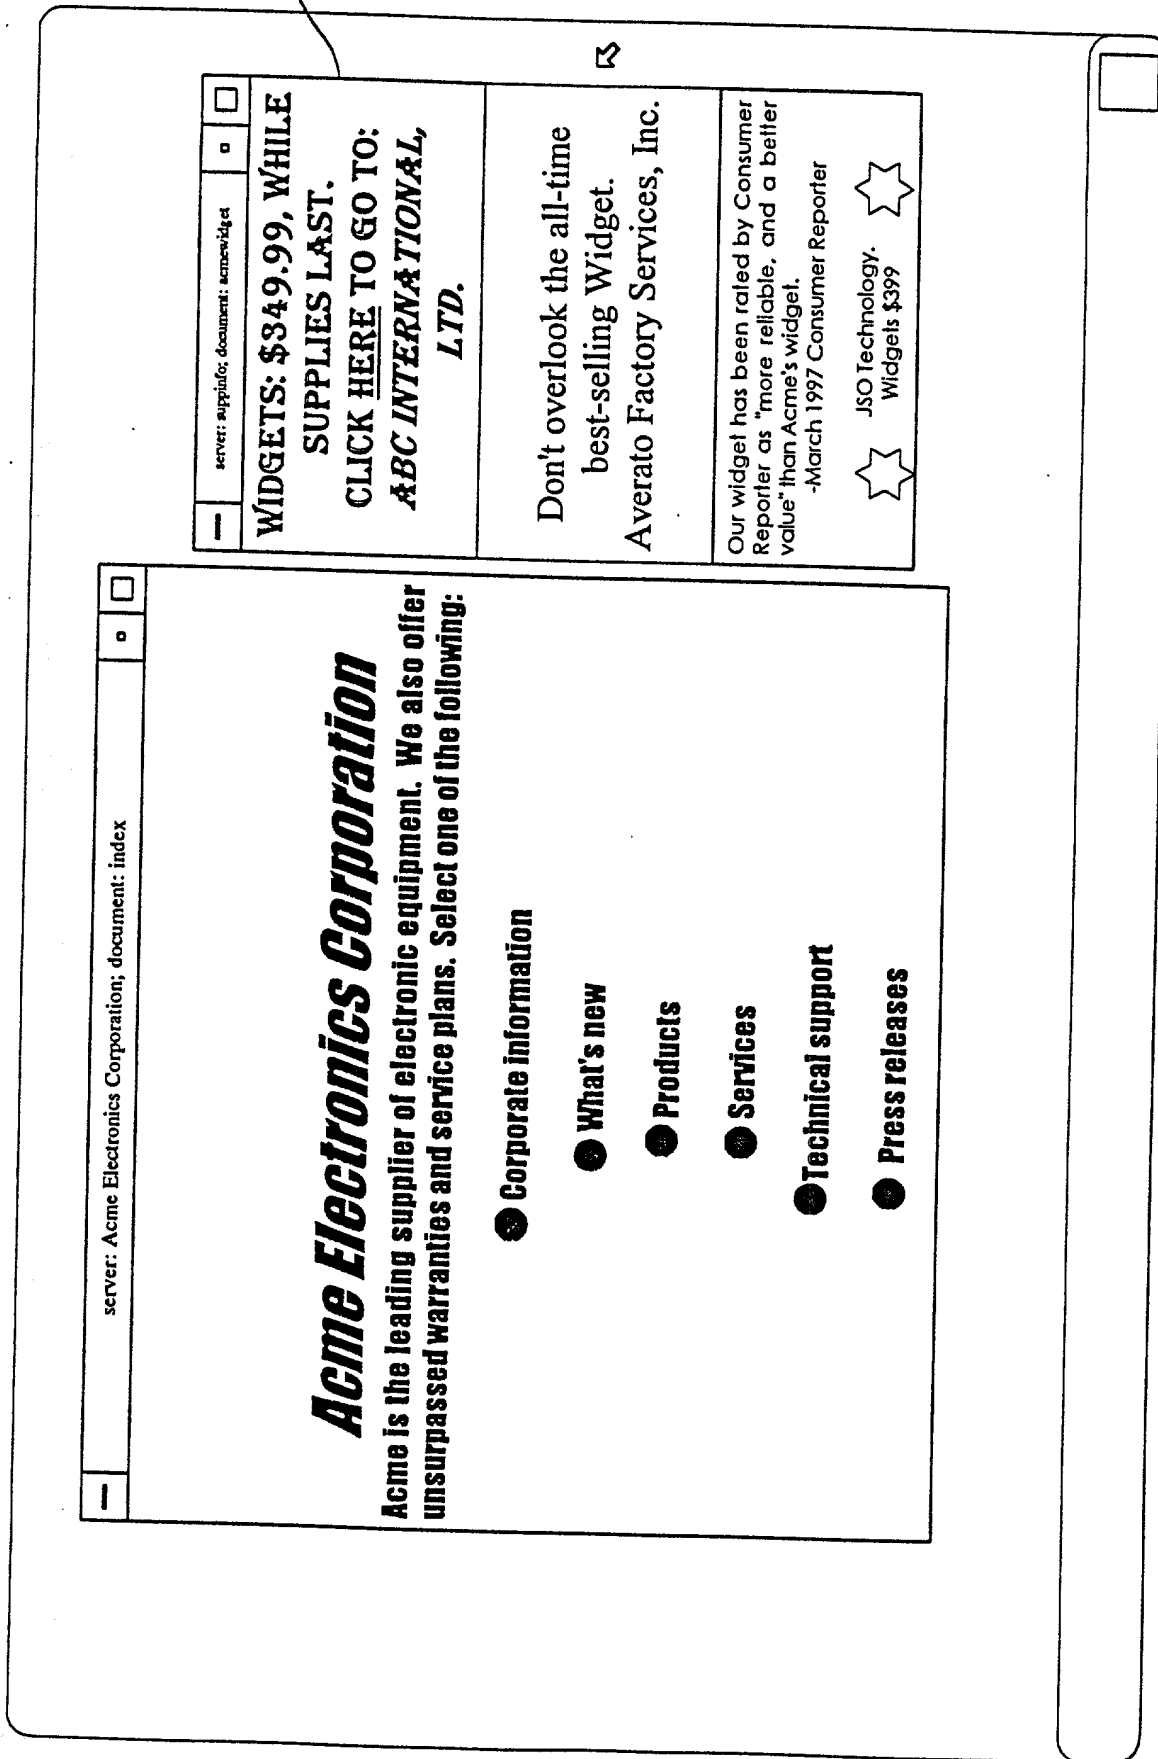 server: Acme Electronics Corporation; document: index
Acme Electronics Corporation
Acme is the leading supplier of electronic equipment. We also offer
unsurpassed warranties and service plans. Select one of the following:
Corporate information
What's new
Products
Services
Technical support
Press releases
server: suppinfo; document: acmewidget
WIDGETS: $349.99, WHILE
SUPPLIES LAST.
CLICK HERE TO GO TO:
ABC INTERNATIONAL,
LTD.
Don't overlook the all-time
best-selling Widget.
Averato Factory Services, Inc.
Our widget has been rated by Consumer
Reporter as "more reliable, and a better
value" than Acme's widget.
-March 1997 Consumer Reporter
JSO Technology.
Widgets $399